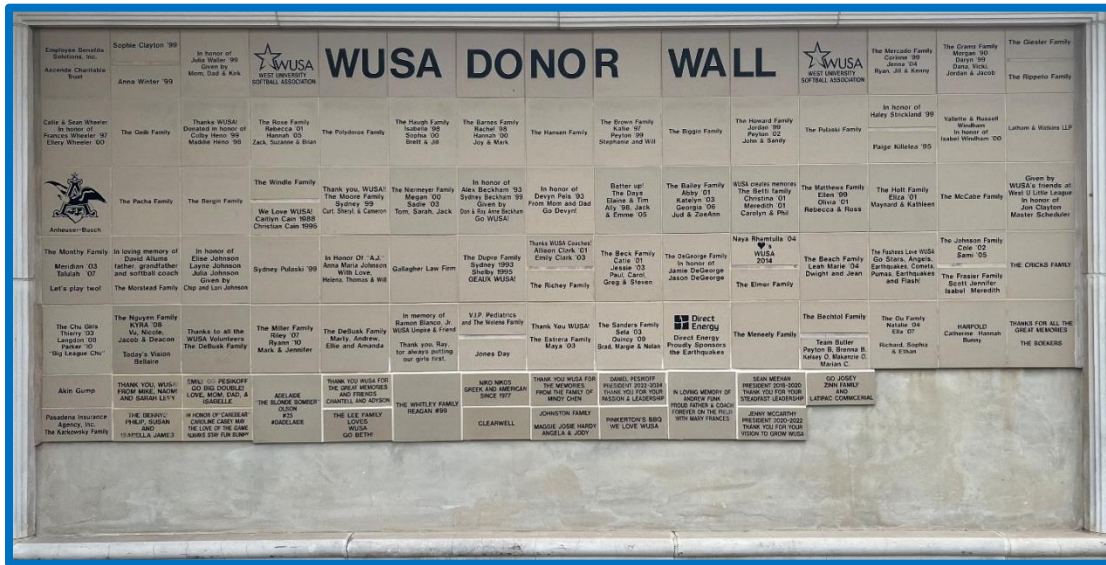 Employee Benefits
Solutions, Inc.
Ascende Charitable
Trust
Sophie Clayton '99
Anna Winter '99
In honor of
Julia Waller '99
Given by
Mom, Dad & Kirk
WUSA
WEST UNIVERSITY
SOFTBALL ASSOCIATION
WUSA DONOR WALL
WUSA
WEST UNIVERSITY
SOFTBALL ASSOCIATION
The Mercado Family
Corinne '99
Jenna '04
Ryan, Jill & Kenny
The Grams Family
Morgan '90
Daryn '99
Dana, Vicki,
Jordan & Jacob
The Giesler Family
The Rippeto Family
Callie & Sean Wheeler
In honor of
Frances Wheeler '97
Ellery Wheeler '00
The Gaib Family
Thanks WUSA!
Donated in honor of
Colby Heno '99
Maddie Heno '98
The Rose Family
Rebecca '01
Hannah '05
Zack, Suzanne & Brian
The Polydoros Family
The Haugh Family
Isabella '98
Sophia '00
Brett & Jill
The Barnes Family
Rachel '98
Hannah '00
Joy & Mark
The Hansen Family
The Brown Family
Katie '97
Peyton '99
Stephanie and Will
The Biggin Family
The Howard Family
Jordan '99
Peyton '02
John & Sandy
The Pulaski Family
In honor of
Haley Strickland '99
Paige Killelea '95
Vallette & Russell
Windham
In honor of
Isabel Windham '00
Latham & Watkins LLP
Anheuser-Busch
The Pacha Family
The Bergin Family
The Windle Family
We Love WUSA!
Caitlyn Cain 1988
Christian Cain 1995
Thank you, WUSA!!
The Moore Family
Sydney '99
Curt, Sheryl, & Cameron
The Niermeyer Family
Megan '00
Sadie '03
Tom, Sarah, Jack
In honor of
Alex Beckham '93
Sydney Beckham '99
Given by
Don & Roy Anne Beckham
Go WUSA!
In honor of
Devyn Pels '93
From Mom and Dad
Go Devyn!
Batter up!
The Days
Elaine & Tim
Ally '98, Jack
& Emme '05
The Bailey Family
Abby '01
Katelyn '03
Georgia '06
Jud & ZoeAnn
WUSA creates memories
The Betti family
Christina '01
Meredith '01
Carolyn & Phil
The Matthews Family
Ellen '99
Olivia '01
Rebecca & Ross
The Holt Family
Eliza '01
Maynard & Kathleen
The McCabe Family
Given by
WUSA's friends at
West U Little League
In honor of
Jon Clayton
Master Scheduler
The Monthy Family
Meridian '03
Talulah '07
Let's play two!
In loving memory of
David Allums
father, grandfather
and softball coach
The Morstead Family
In honor of
Elise Johnson
Layne Johnson
Julia Johnson
Given by
Chip and Lori Johnson
Sydney Pulaski '99
In Honor Of "A.J."
Anna Maria Johnson
With Love,
Helena, Thomas & Will
Gallagher Law Firm
The Dupre Family
Sydney 1993
Shelby 1995
GEAUX WUSA!
Thanks WUSA Coaches!
Allison Clark '01
Emily Clark '03
The Richey Family
The Beck Family
Catie '01
Jessie '03
Paul, Carol,
Greg & Steven
The DeGeorge Family
In honor of
Jamie DeGeorge
Jason DeGeorge
Naya Rhemtulla '04
♥'s
WUSA
2014
The Elmer Family
The Beach Family
Leah Marie '04
Dwight and Jean
The Fashess Love WUSA
Go Stars, Angels,
Earthquakes, Comets,
Pumas, Earthquakes
and Flash!
The Johnson Family
Cole '02
Sami '05
The Frasier Family
Scott Jennifer
Isabel Meredith
THE CRICKS FAMILY
The Chu Girls
Thierry '03
Langdon '08
Parker '10
"Big League Chu"
The Nguyen Family
KYRA '08
Vu, Nicole,
Jacob & Deacon
Today's Vision
Bellaire
Thanks to all the
WUSA Volunteers
The DeBusk Family
The Miller Family
Riley '07
Ryann '10
Mark & Jennifer
The DeBusk Family
Marty, Andrew,
Ellie and Amanda
In memory of
Ramon Blanco, Jr.
WUSA Umpire & Friend
Thank you, Ray,
for always putting
our girls first.
V.I.P. Pediatrics
and The Wolens Family
Jones Day
Thank You WUSA!
The Estrera Family
Maya '03
The Sanders Family
Sela '03
Quincy '09
Brad, Margie & Nolan
Direct
Energy
Direct Energy
Proudly Sponsors
the Earthquakes
The Meneely Family
The Bechtol Family
Team Butler
Peyton B, Brenna B.
Kelsey O, Makenzie O.
Marian C.
The Ou Family
Natalie '04
Ella '07
Richard, Sophia
& Ethan
HARPOLD
Catherine Hannah
Bunny
THANKS FOR ALL THE
GREAT MEMORIES
THE BOEKERS
Akin Gump
THANK YOU, WUSA!
FROM MIKE, NAOMI
AND SARAH LEVY
PESIKOFF
GO BIG DOUBLE!
LOVE, MOM, DAD, &
ISABELLE
ADELAIDE
"THE BLONDE BOMBER"
OLSON
#25
#GADELAIDE
THANK YOU WUSA FOR
THE GREAT MEMORIES
AND FRIENDS
CHANTELL AND ADYSON
THE WHITLEY FAMILY
REAGAN #99
NIKO NIKOS
GREEK AND AMERICAN
SINCE 1977
THANK YOU WUSA FOR
THE MEMORIES.
FROM THE FAMILY OF
MINDY CHEN
DANIEL PESIKOFF
PRESIDENT 2022-2024
THANK YOU FOR YOUR
PASSION & LEADERSHIP
IN LOVING MEMORY OF
ANDREW FUNK
PROUD FATHER & COACH
FOREVER ON THE FIELD
WITH MARY FRANCES
SEAN MEEHAN
PRESIDENT 2018-2020
THANK YOU FOR YOUR
STEADFAST LEADERSHIP
GO JOSEY
ZINN FAMILY
AND
LATIPAC COMMERCIAL
Pasadena Insurance
Agency, Inc.
The Karkowsky Family
PHILIP, SUSAN
AND
JAMES
IN HONOR OF CAREBEAR
CAROLINE CASEY MAY
THE LOVE OF THE GAME
ALWAYS STAY FUN BUNNY
THE LEE FAMILY
LOVES
WUSA
GO BETH!
CLEARWELL
JOHNSTON FAMILY
MAGGIE JOSIE HARDY
ANGELA & JODY
PINKERTON'S BBQ
WE LOVE WUSA
JENNY MCCARTHY
PRESIDENT 2020-2022
THANK YOU FOR YOUR
VISION TO GROW WUSA